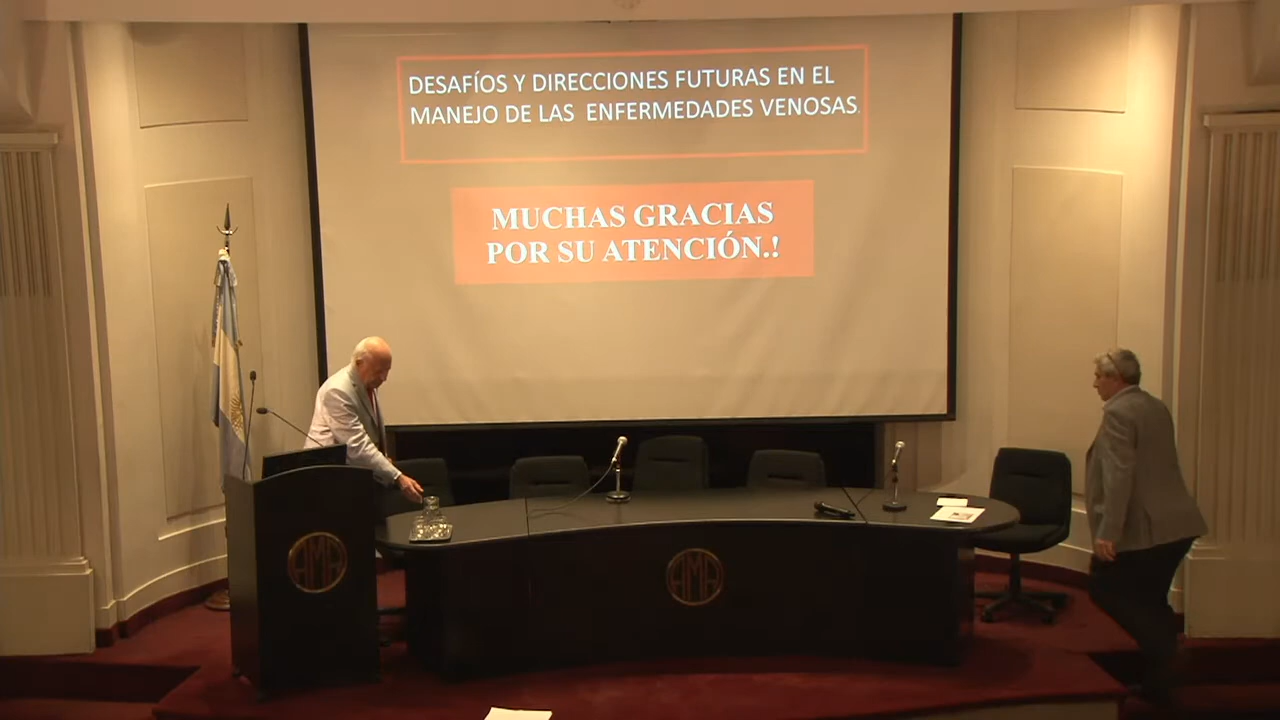 DESAFÍOS Y DIRECCIONES FUTURAS EN EL
MANEJO DE LAS  ENFERMEDADES VENOSAS.
MUCHAS GRACIAS
POR SU ATENCIÓN.!
AMA
AMA